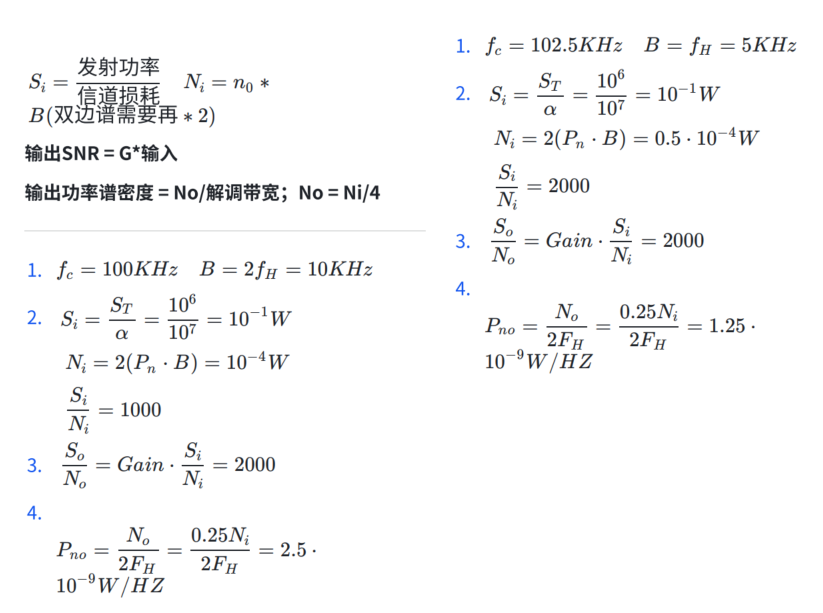 $S_i = \frac{发射功率}{信道损耗} \quad N_i = n_0 *$
$B(双边谱需要再 * 2)$
输出SNR = G*输入
输出功率谱密度 = No/解调带宽；No = Ni/4
1. $f_c = 100KHz \quad B = 2f_H = 10KHz$
2. $S_i = \frac{S_T}{\alpha} = \frac{10^6}{10^7} = 10^{-1}W$
$N_i = 2(P_n \cdot B) = 10^{-4}W$
$\frac{S_i}{N_i} = 1000$
3. $\frac{S_o}{N_o} = Gain \cdot \frac{S_i}{N_i} = 2000$
4.
$P_{no} = \frac{N_o}{2F_H} = \frac{0.25N_i}{2F_H} = 2.5 \cdot$
$10^{-9}W/HZ$
1. $f_c = 102.5KHz \quad B = f_H = 5KHz$
2. $S_i = \frac{S_T}{\alpha} = \frac{10^6}{10^7} = 10^{-1}W$
$N_i = 2(P_n \cdot B) = 0.5 \cdot 10^{-4}W$
$\frac{S_i}{N_i} = 2000$
3. $\frac{S_o}{N_o} = Gain \cdot \frac{S_i}{N_i} = 2000$
4.
$P_{no} = \frac{N_o}{2F_H} = \frac{0.25N_i}{2F_H} = 1.25 \cdot$
$10^{-9}W/HZ$